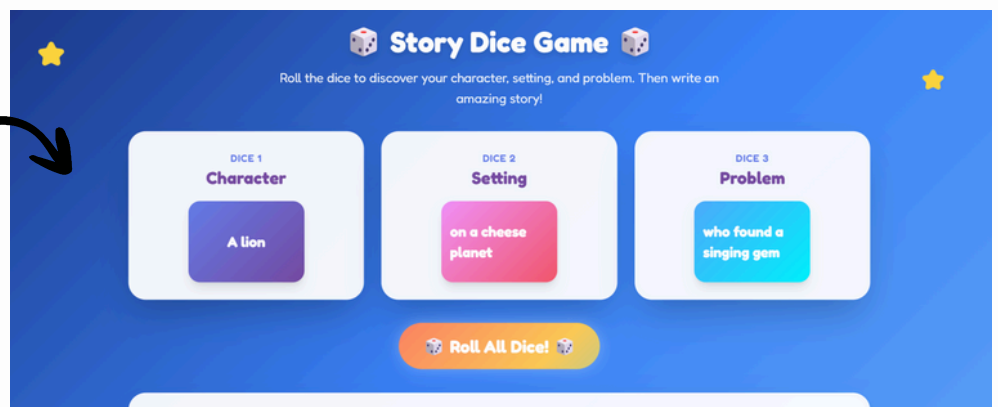 Story Dice Game
Roll the dice to discover your character, setting, and problem. Then write an
amazing story!
DICE 1
Character
A lion
DICE 2
Setting
on a cheese
planet
DICE 3
Problem
who found a
singing gem
Roll All Dice!